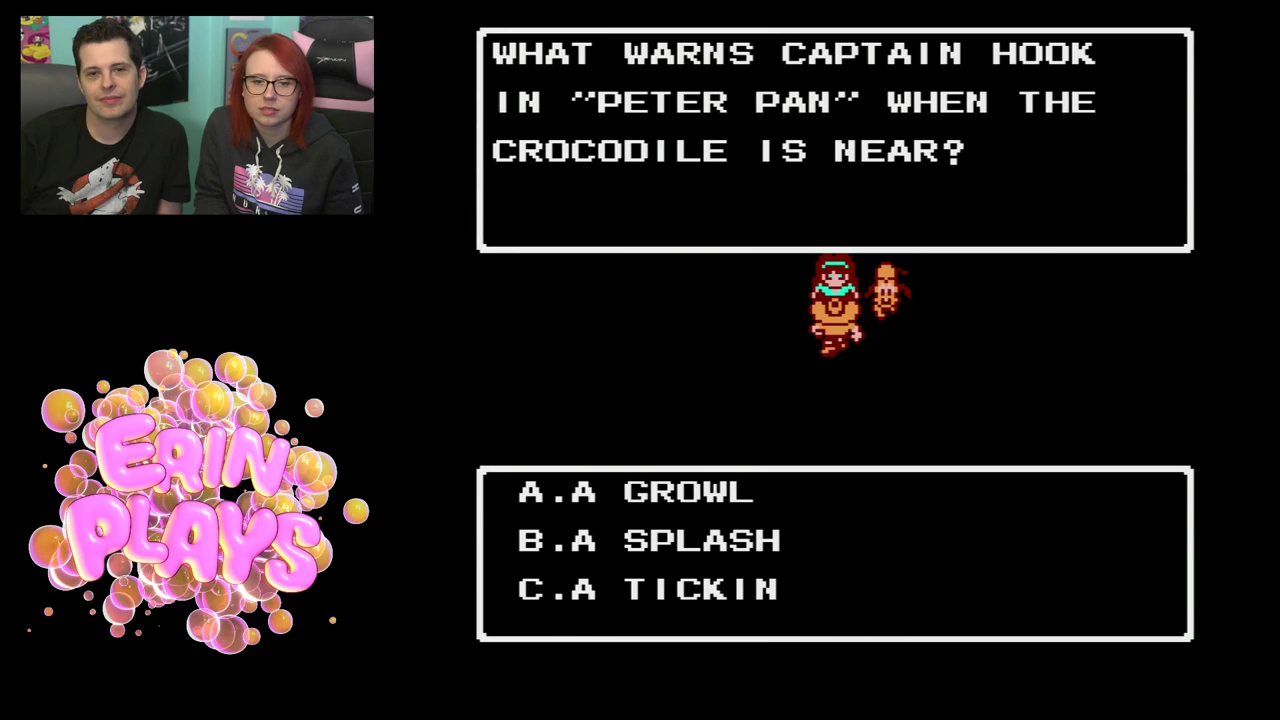 WHAT WARNS CAPTAIN HOOK
IN "PETER PAN" WHEN THE
CROCODILE IS NEAR?
A.A GROWL
B.A SPLASH
C.A TICKIN
ERIN
PLAYS